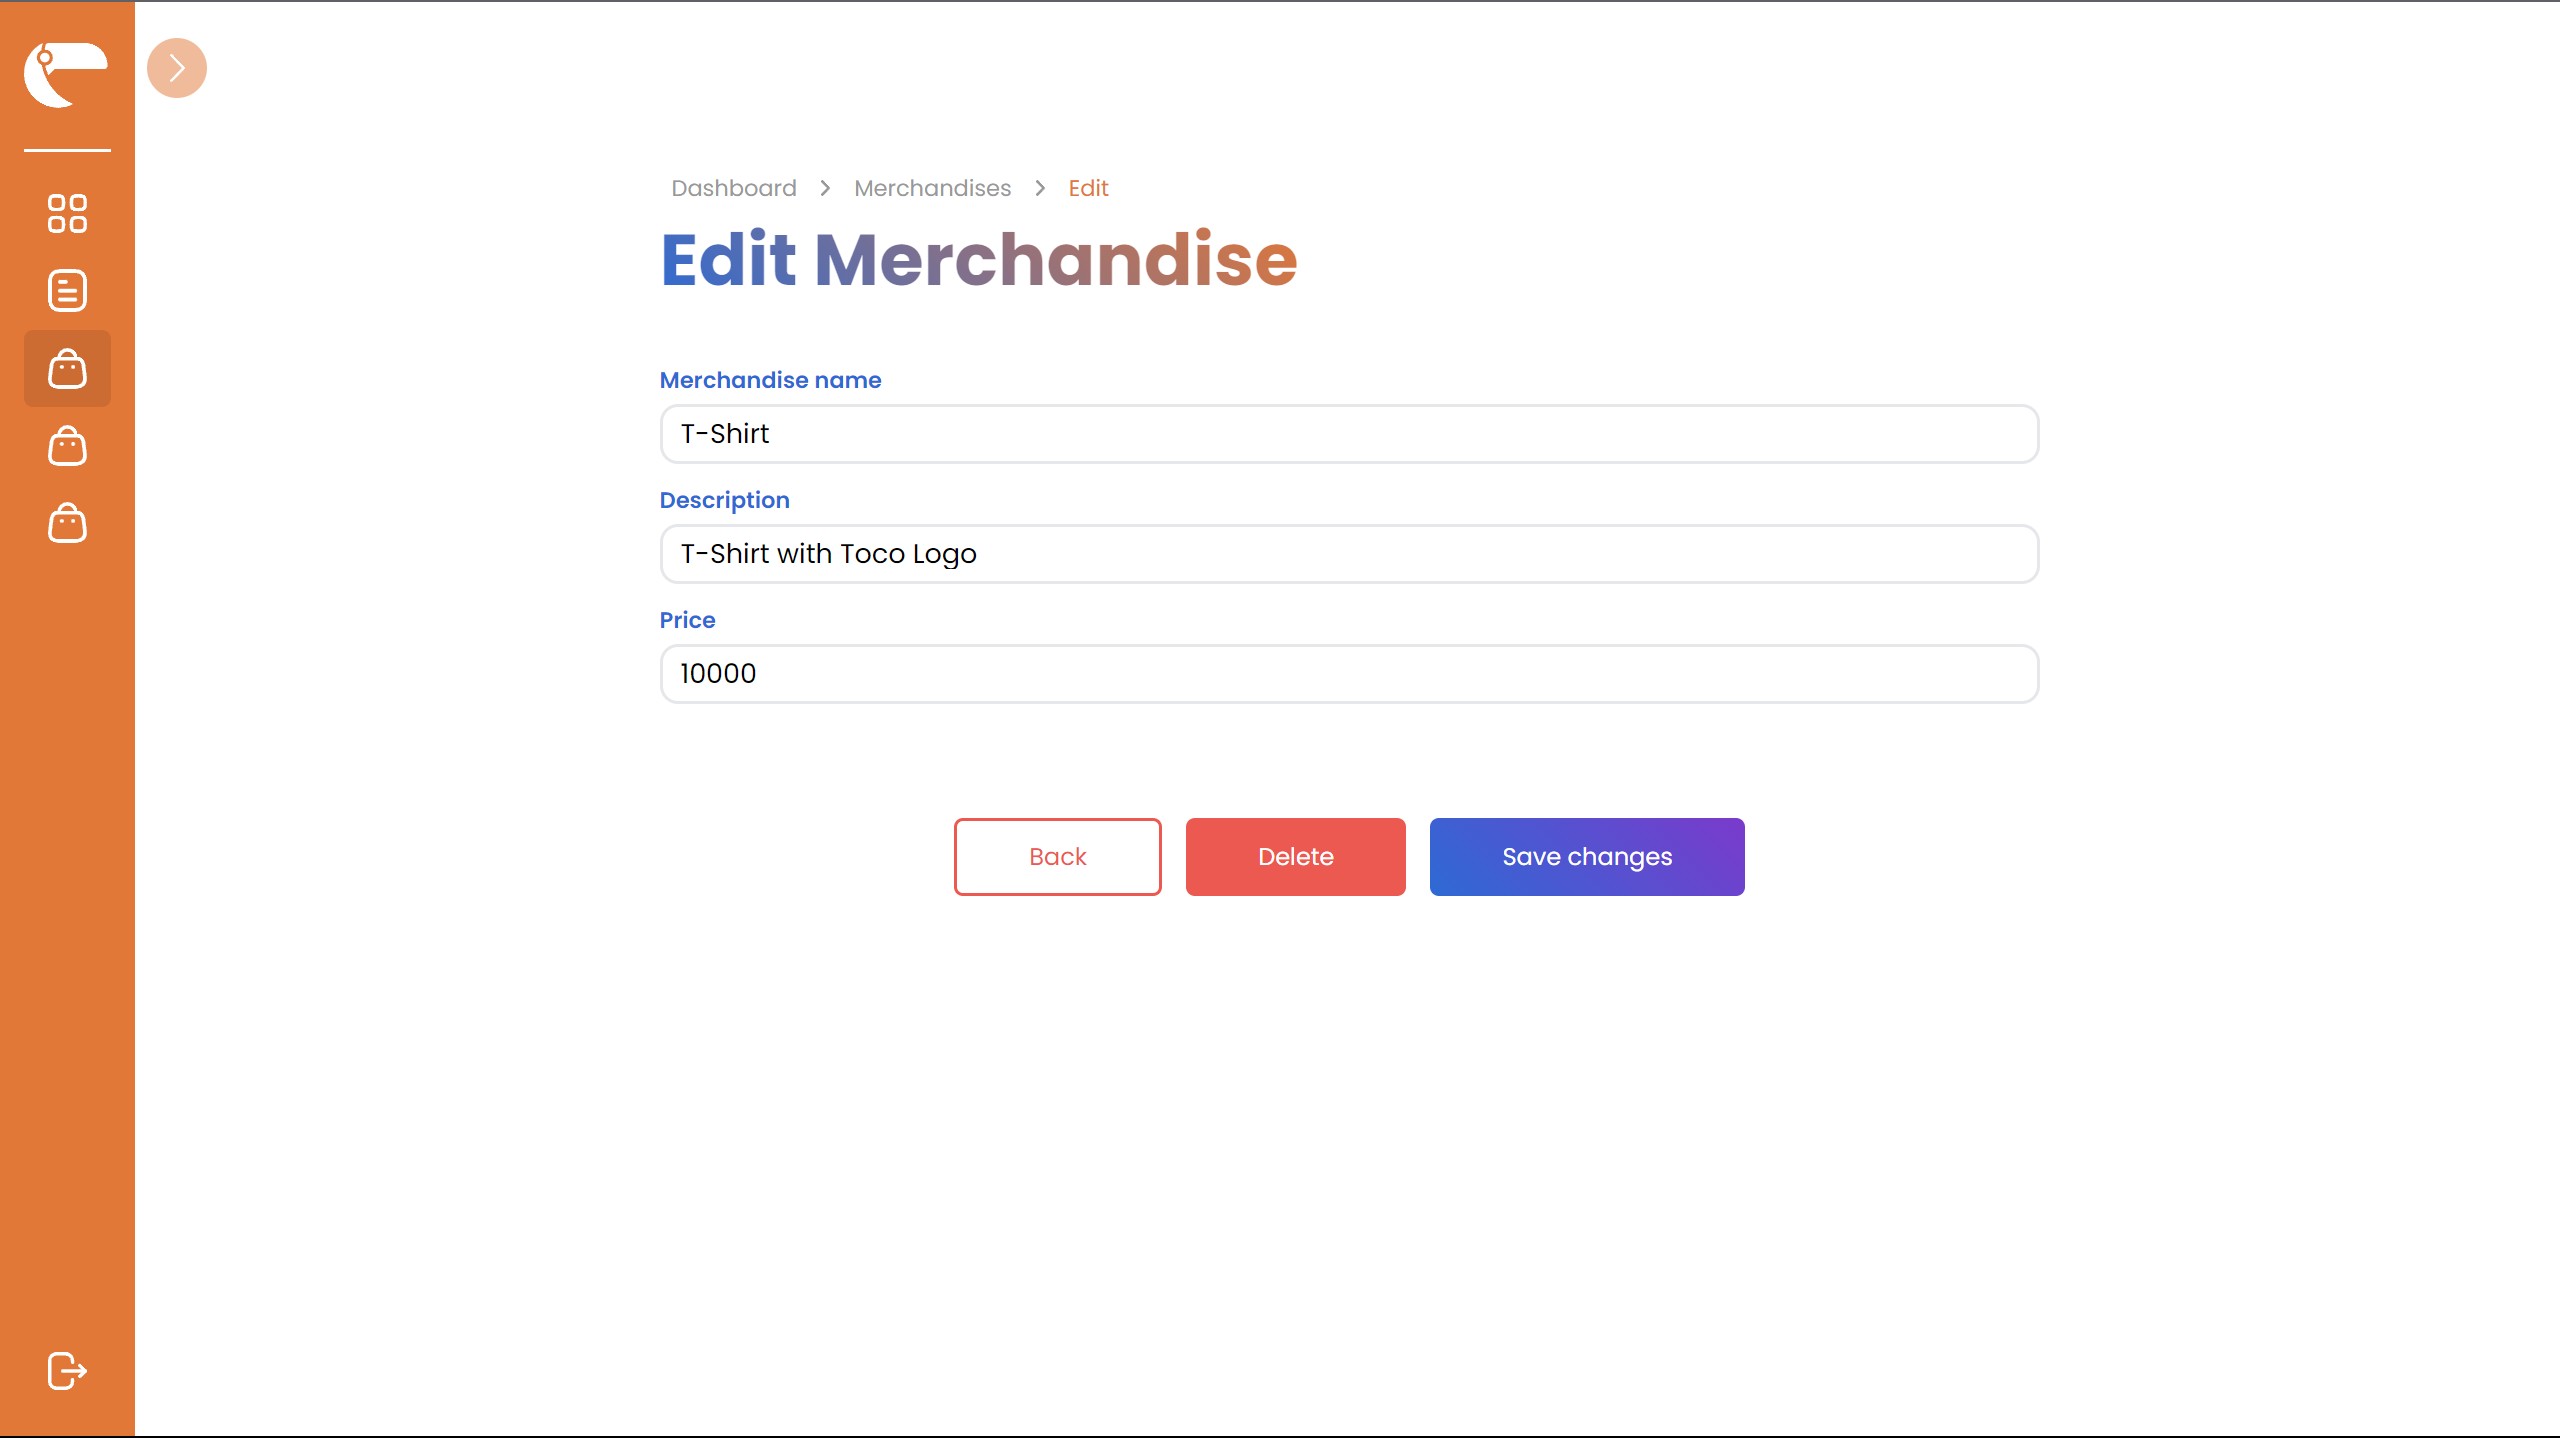 Dashboard > Merchandises > Edit
Edit Merchandise
Merchandise name
T-Shirt
Description
T-Shirt with Toco Logo
Price
10000
Back Delete Save changes